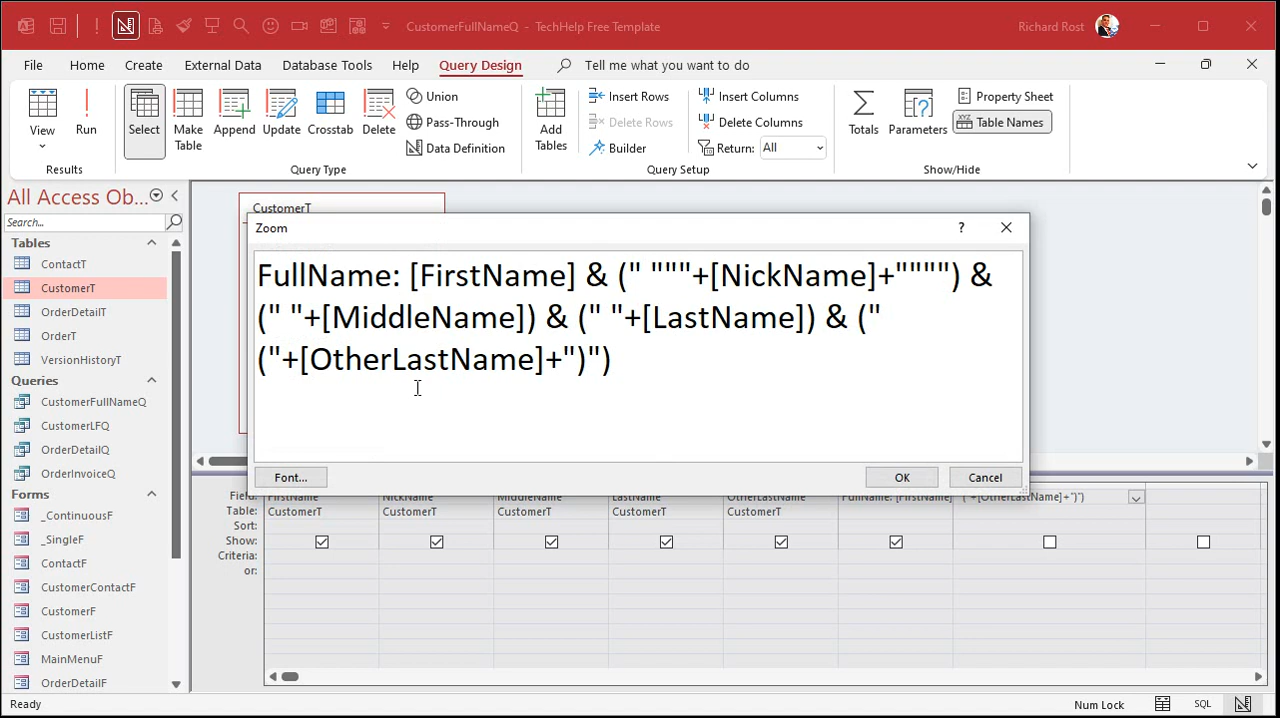 CustomerFullNameQ - TechHelp Free Template
Richard Rost
File Home Create External Data Database Tools Help Query Design Tell me what you want to do
View
Run
Results
Select
Make Table
Append
Update
Crosstab
Delete
Union
Pass-Through
Data Definition
Query Type
Add Tables
Insert Rows
Delete Rows
Builder
Insert Columns
Delete Columns
Return: All
Query Setup
Totals
Parameters
Property Sheet
XYZ Table Names
Show/Hide
All Access Ob...
Search...
Tables
ContactT
CustomerT
OrderDetailT
OrderT
VersionHistoryT
Queries
CustomerFullNameQ
CustomerLFQ
OrderDetailQ
OrderInvoiceQ
Forms
_ContinuousF
_SingleF
ContactF
CustomerContactF
CustomerF
CustomerListF
MainMenuF
OrderDetailF
CustomerT
Zoom ?
FullName: [FirstName] & (" """+[NickName]+"""") &
(" "+[MiddleName]) & (" "+[LastName]) & ("
("+[OtherLastName]+")")
Font... OK Cancel
Field: FirstName NickName MiddleName LastName OtherLastName FullName: [FirstName] ("+[OtherLastName]+")")
Table: CustomerT CustomerT CustomerT CustomerT CustomerT
Sort:
Show:
Criteria:
or:
Ready Num Lock SQL